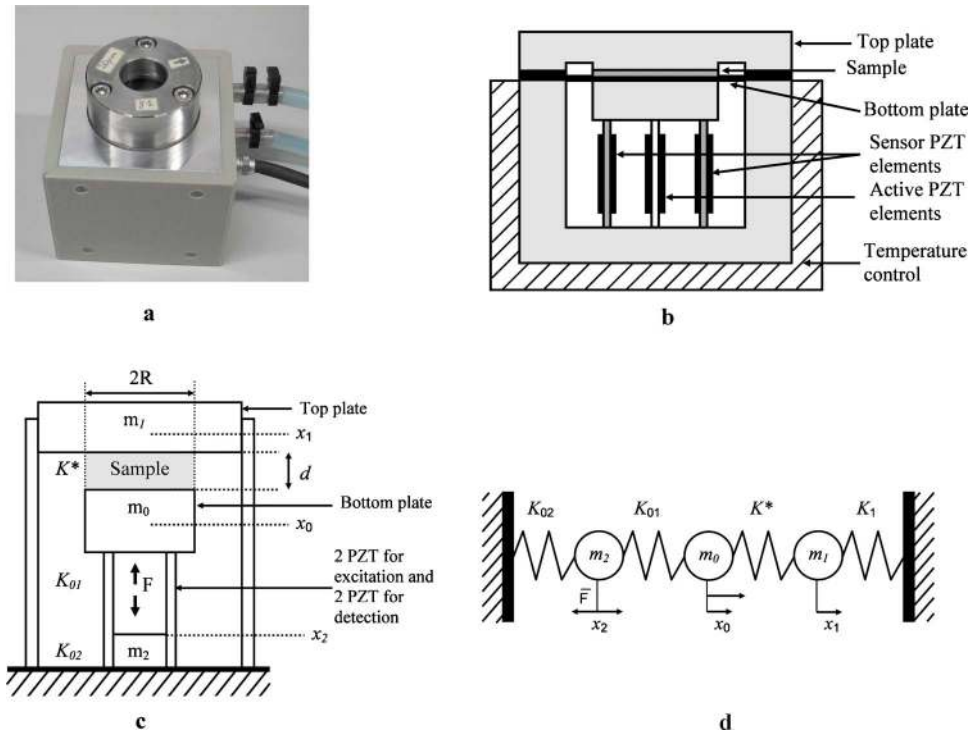 a
Top plate
Sample
Bottom plate
Sensor PZT
elements
Active PZT
elements
Temperature
control
b
2R
Top plate
m1
x1
K*
Sample
d
m0
Bottom plate
x0
2 PZT for
excitation and
2 PZT for
detection
K01
F
x2
K02
m2
c
K02
K01
K*
K1
m2
m0
m1
F
x2
x0
x1
d